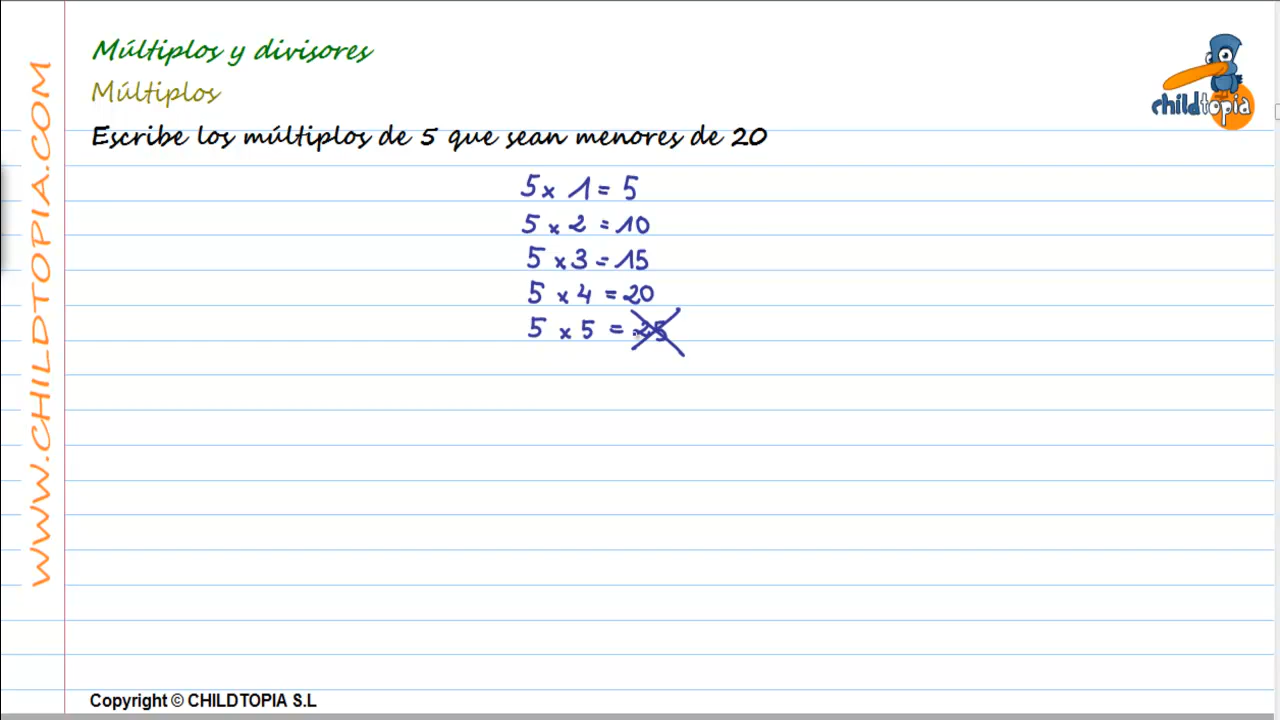 Múltiplos y divisores
Múltiplos
childtopia
Escribe los múltiplos de 5 que sean menores de 20
5 x 1 = 5
5 x 2 = 10
5 x 3 = 15
5 x 4 = 20
5 x 5 = 25
WWW.CHILDTOPIA.COM
Copyright © CHILDTOPIA S.L